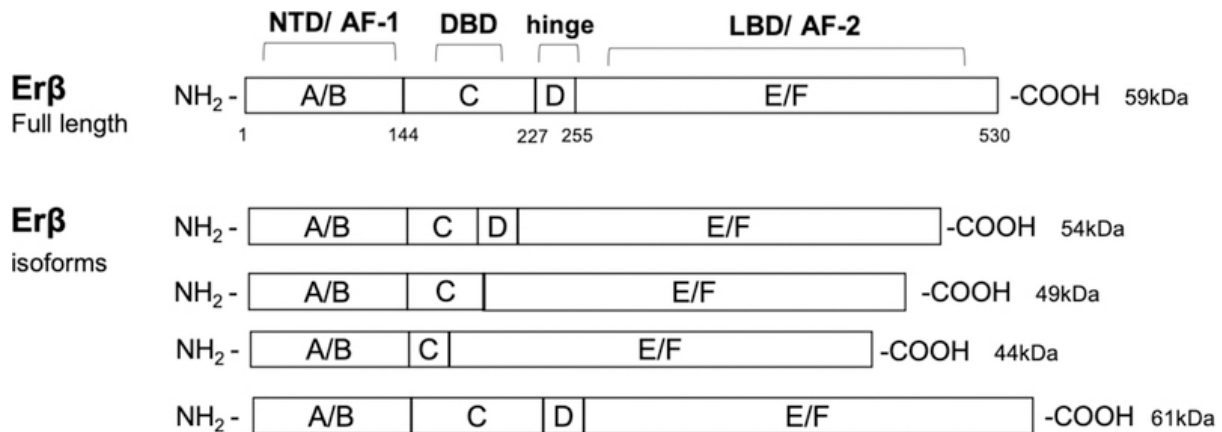 NTD/ AF-1 DBD hinge LBD/ AF-2
Erβ
Full length
NH₂ - A/B C D E/F -COOH 59kDa
1 144 227 255 530
Erβ
isoforms
NH₂ - A/B C D E/F -COOH 54kDa
NH₂ - A/B C E/F -COOH 49kDa
NH₂ - A/B C E/F -COOH 44kDa
NH₂ - A/B C D E/F -COOH 61kDa